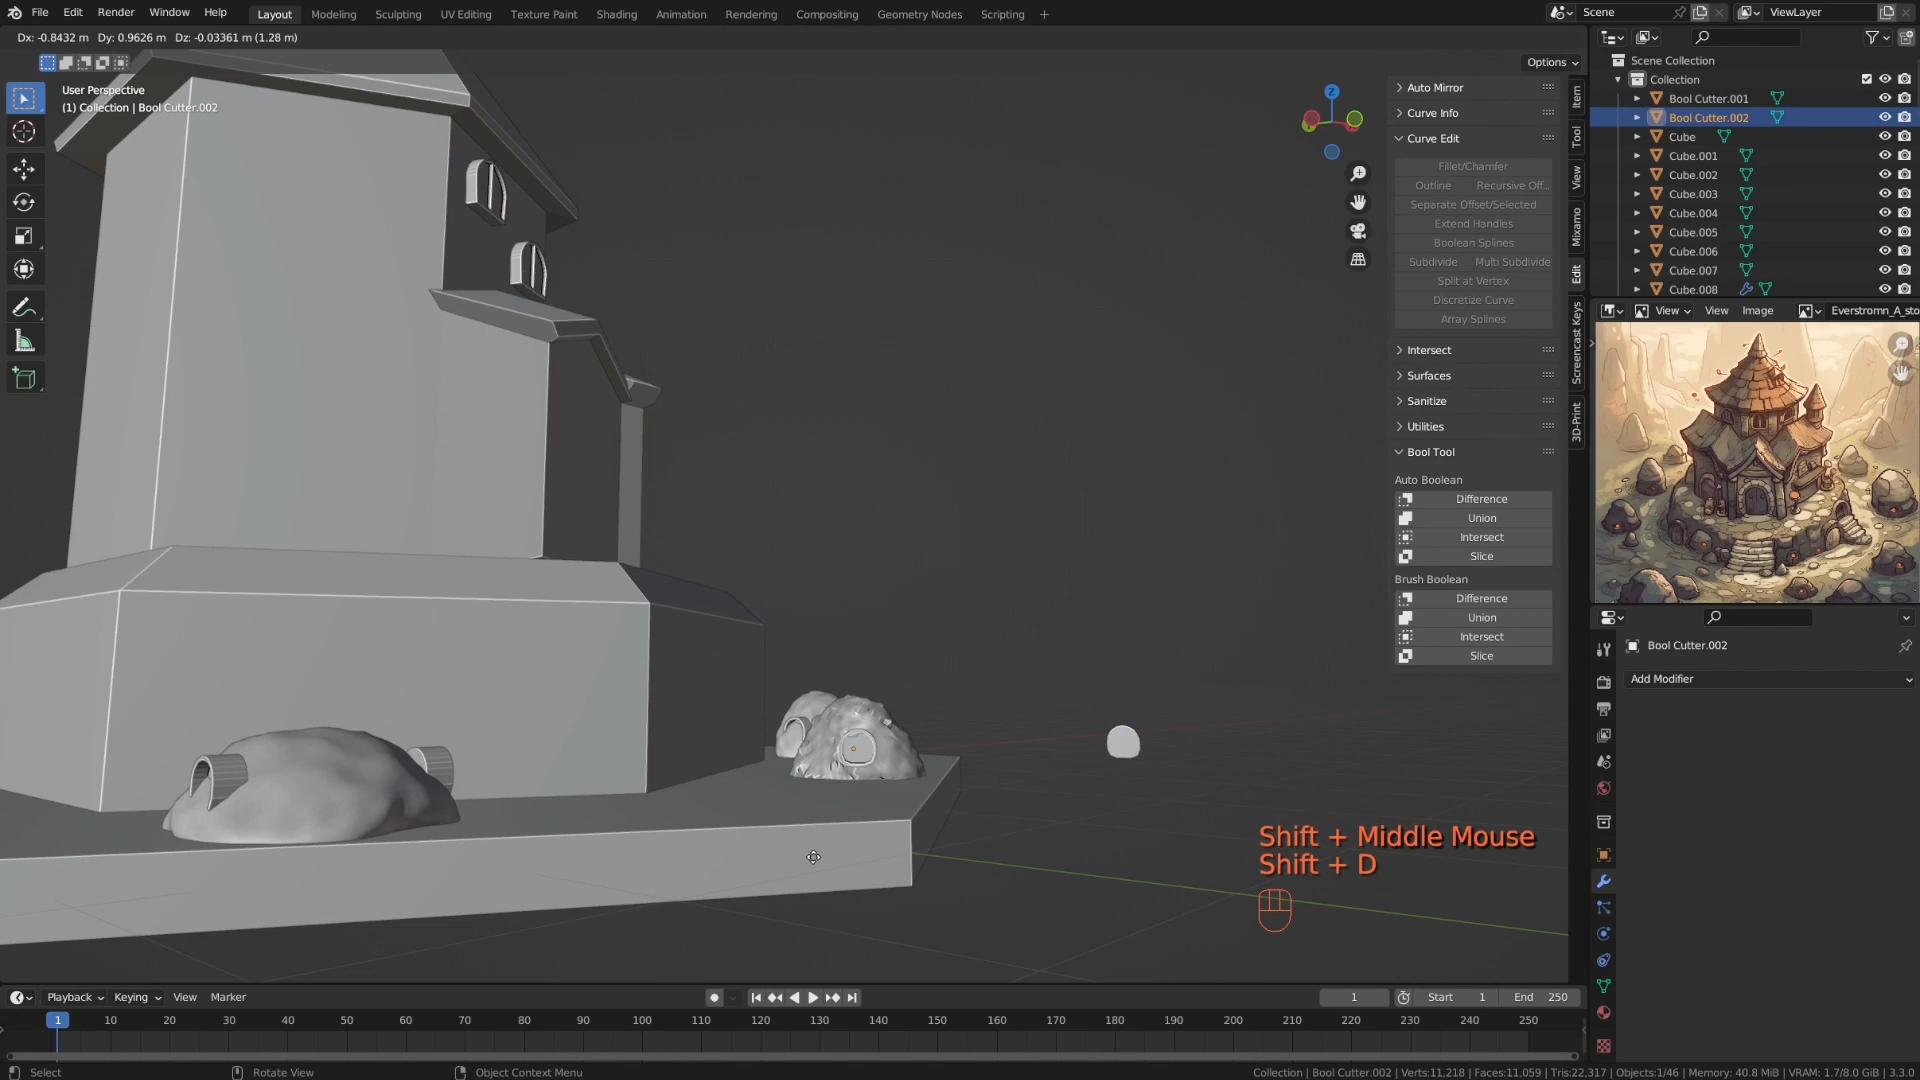 File Edit Render Window Help Layout Modeling Sculpting UV Editing Texture Paint Shading Animation Rendering Compositing Geometry Nodes Scripting + Scene ViewLayer
Dx: -0.8432 m Dy: 0.9626 m Dz: -0.03361 m (1.28 m)
Options
User Perspective
(1) Collection | Bool Cutter.002
Z
Auto Mirror
Curve Info
Curve Edit
Fillet/Chamfer
Outline Recursive Off...
Separate Offset/Selected
Extend Handles
Boolean Splines
Subdivide Multi Subdivide
Split at Vertex
Discretize Curve
Array Splines
Intersect
Surfaces
Sanitize
Utilities
Bool Tool
Auto Boolean
Difference
Union
Intersect
Slice
Brush Boolean
Difference
Union
Intersect
Slice
Item
Tool
View
Mixamo
Edit
Screencast Keys
3D-Print
Scene Collection
Collection
Bool Cutter.001
Bool Cutter.002
Cube
Cube.001
Cube.002
Cube.003
Cube.004
Cube.005
Cube.006
Cube.007
Cube.008
View View Image Everstromn_A_sto
Bool Cutter.002
Add Modifier
Shift + Middle Mouse
Shift + D
Playback Keying View Marker 1 Start 1 End 250
1 10 20 30 40 50 60 70 80 90 100 110 120 130 140 150 160 170 180 190 200 210 220 230 240 250
Select Rotate View Object Context Menu Collection | Bool Cutter.002 | Verts:11,218 | Faces:11,059 | Tris:22,317 | Objects:1/46 | Memory: 40.8 MiB | VRAM: 1.7/8.0 GiB | 3.3.0